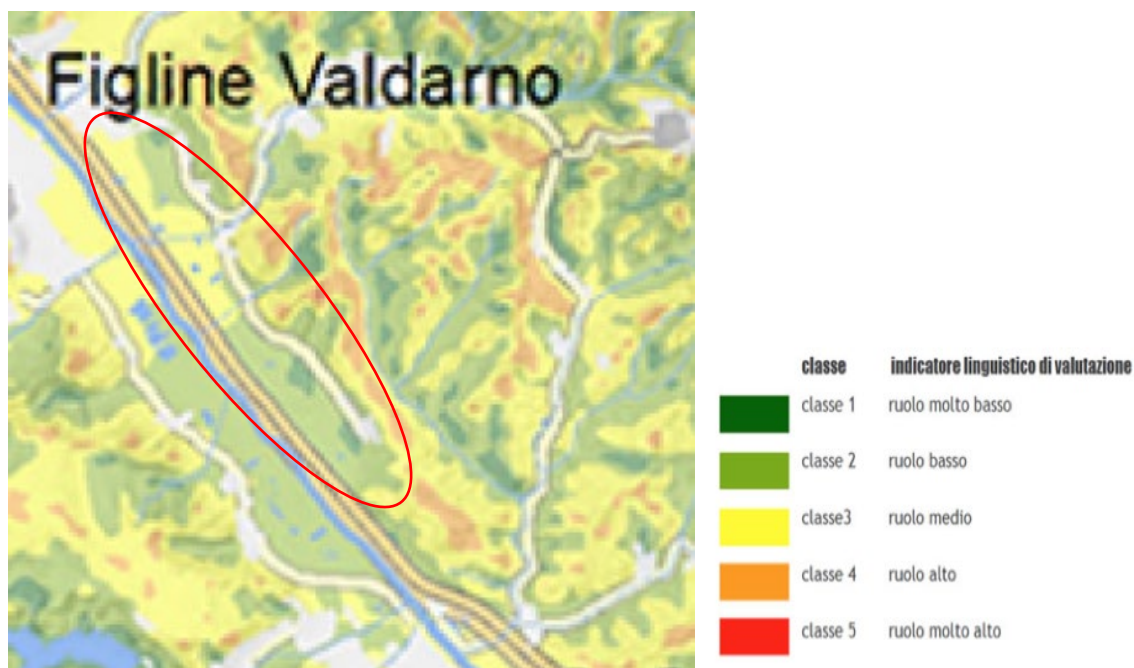 Figline Valdarno
classe indicatore linguistico di valutazione
classe 1 ruolo molto basso
classe 2 ruolo basso
classe3 ruolo medio
classe 4 ruolo alto
classe 5 ruolo molto alto